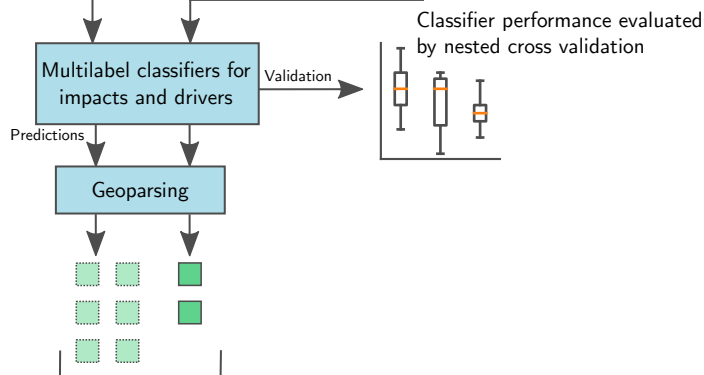 Classifier performance evaluated
by nested cross validation
Multilabel classifiers for
impacts and drivers
Validation
Predictions
Geoparsing